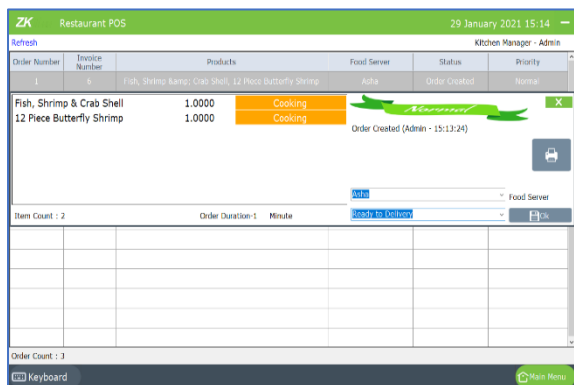 ZK Restaurant POS 29 January 2021 15:14
Refresh Kitchen Manager - Admin
Order Number Invoice Number Products Food Server Status Priority
1 6 Fish, Shrimp &amp; Crab Shell, 12 Piece Butterfly Shrimp Asha Order Created Normal
Fish, Shrimp & Crab Shell 1.0000 Cooking Normal X
12 Piece Butterfly Shrimp 1.0000 Cooking
Order Created (Admin - 15:13:24)
Asha Food Server
Item Count : 2 Order Duration-1 Minute Ready to Delivery Ok
Order Count : 3
Keyboard Main Menu